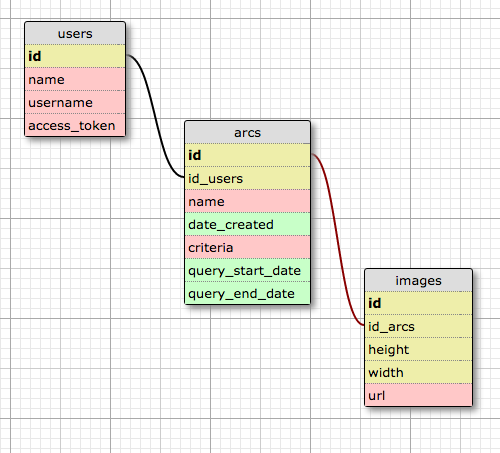 users
id
name
username
access_token
arcs
id
id_users
name
date_created
criteria
query_start_date
query_end_date
images
id
id_arcs
height
width
url